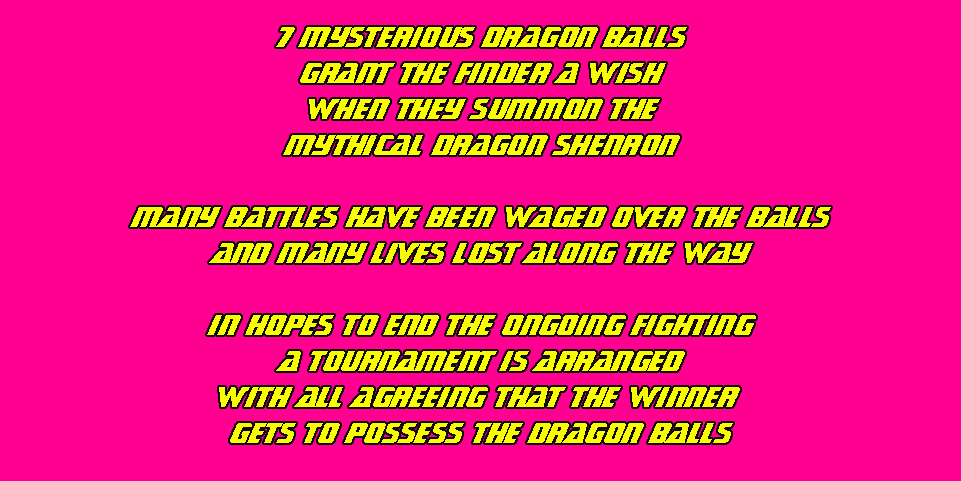 7 MYSTERIOUS DRAGON BALLS
GRANT THE FINDER A WISH
WHEN THEY SUMMON THE
MYTHICAL DRAGON SHENRON
MANY BATTLES HAVE BEEN WAGED OVER THE BALLS
AND MANY LIVES LOST ALONG THE WAY
IN HOPES TO END THE ONGOING FIGHTING
A TOURNAMENT IS ARRANGED
WITH ALL AGREEING THAT THE WINNER
GETS TO POSSESS THE DRAGON BALLS